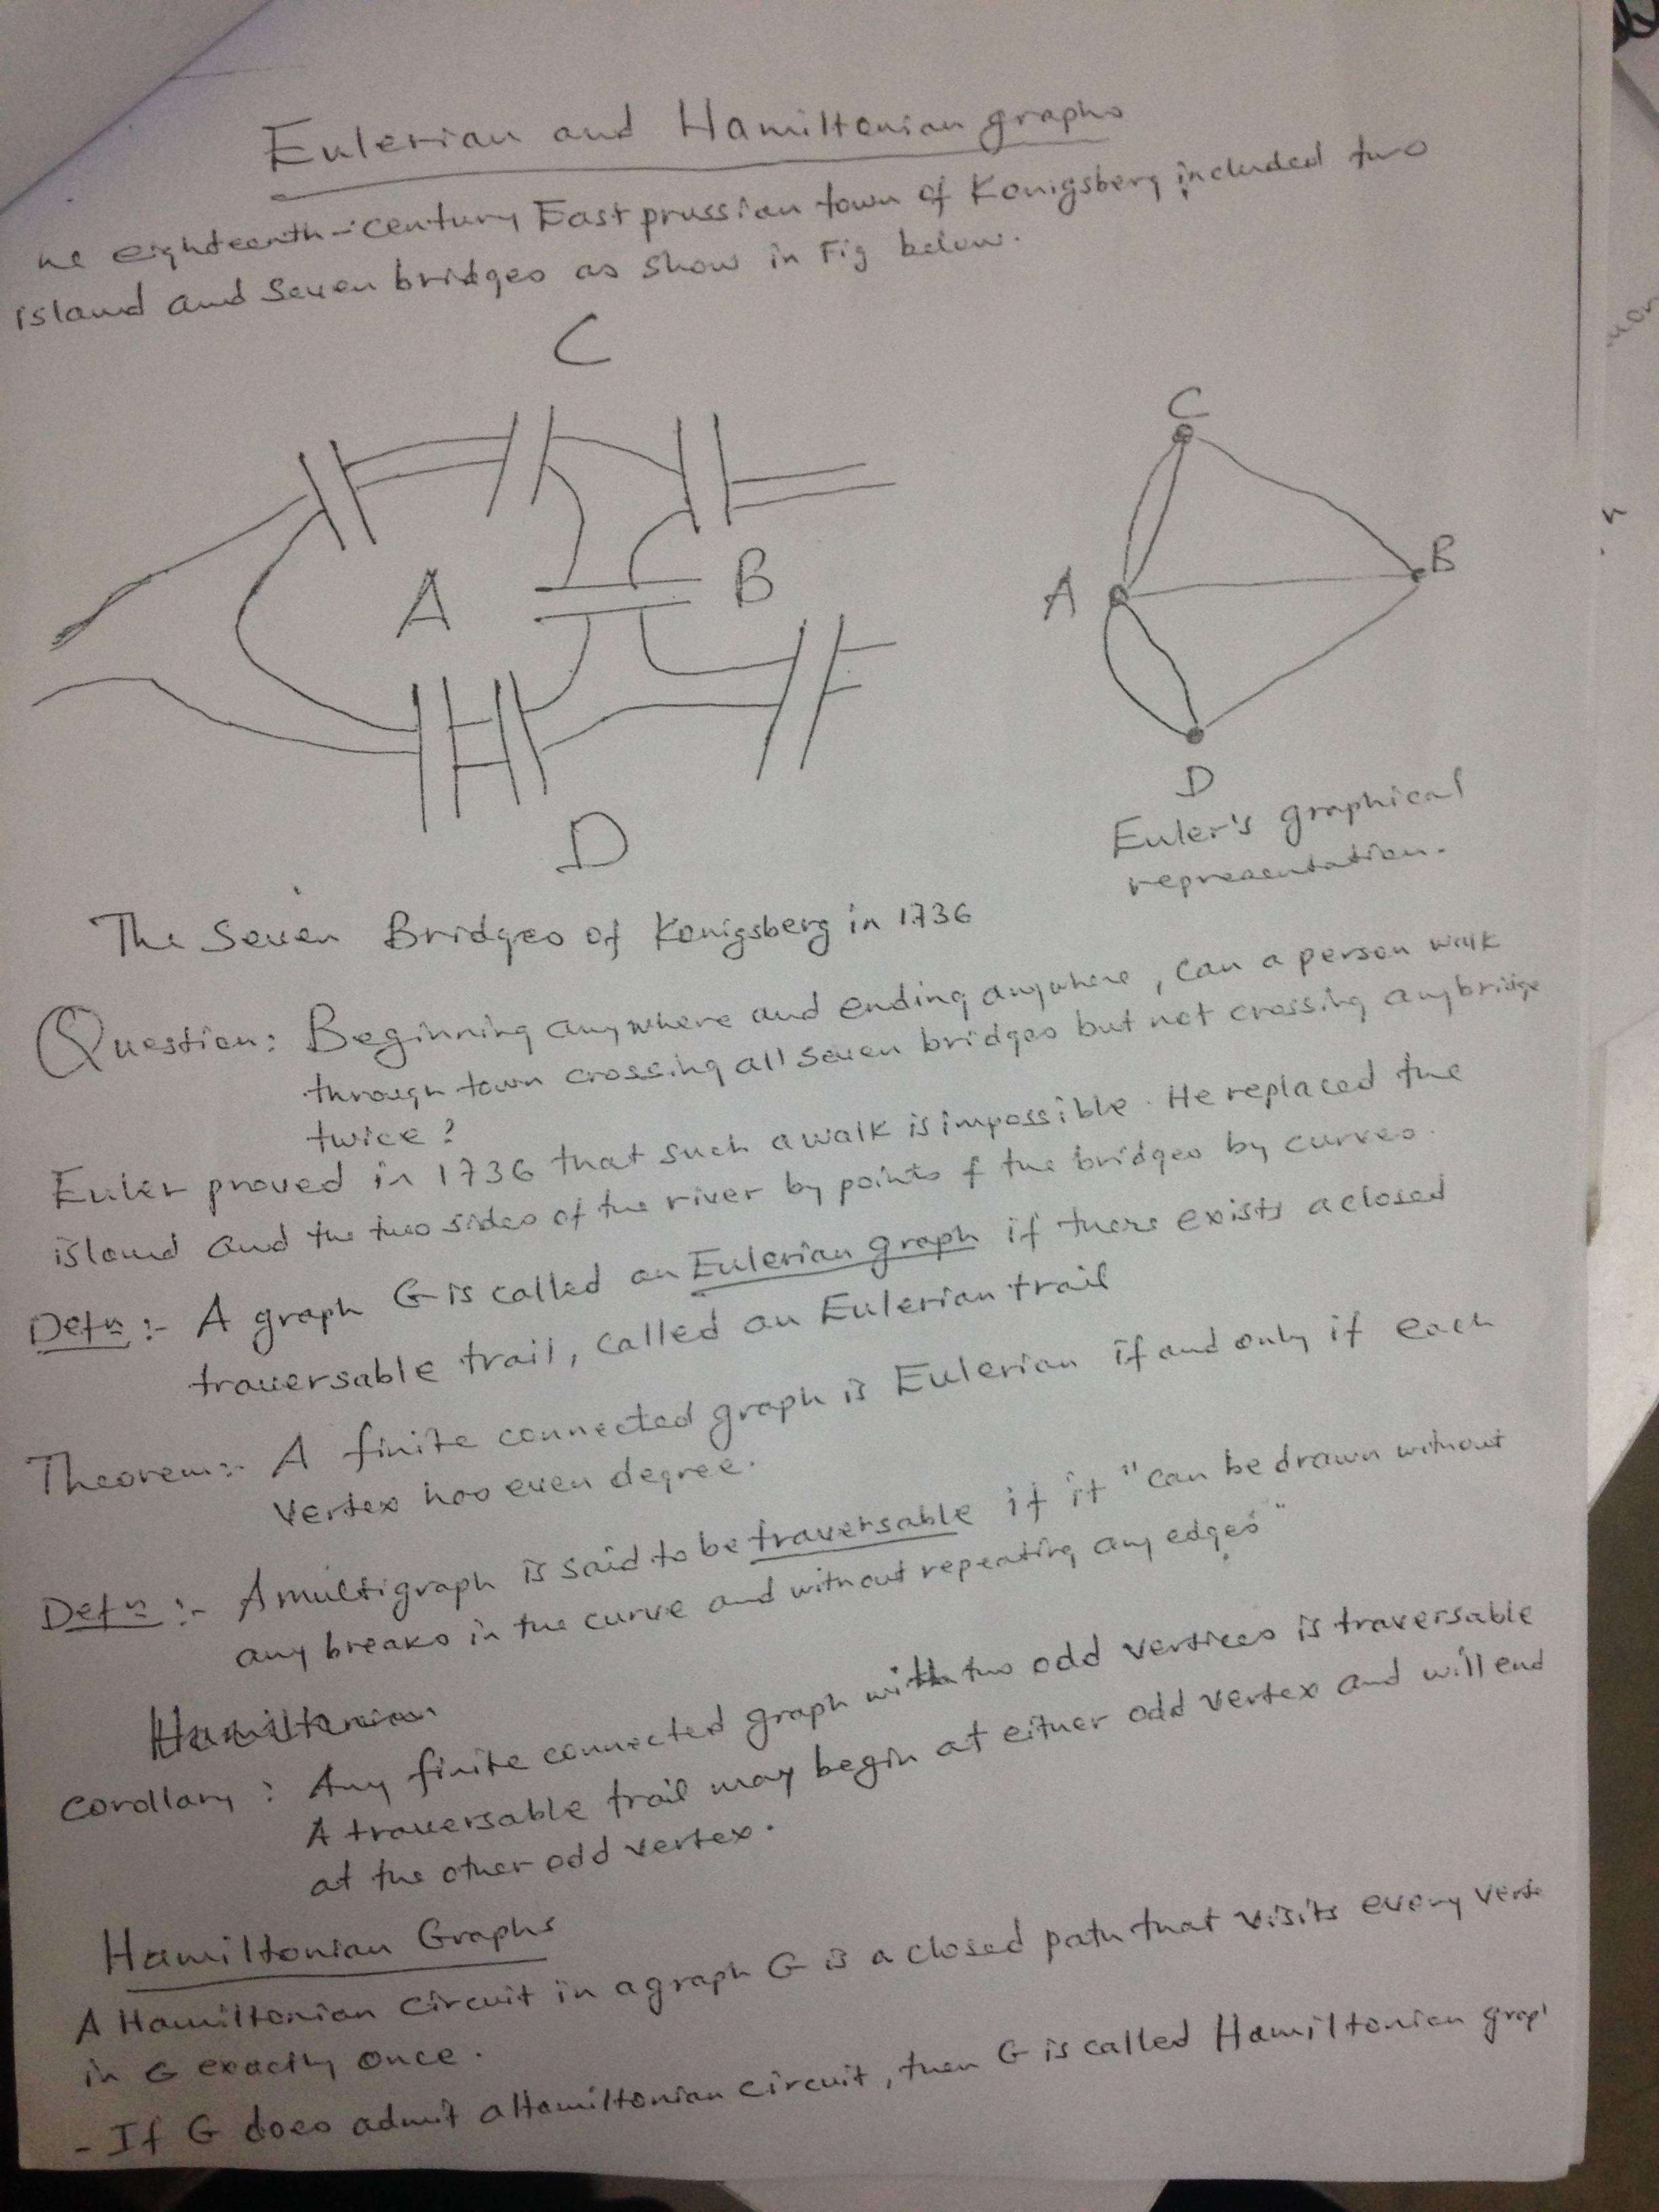 Eulerian and Hamiltonian graphs
he eighteenth-century East prussian town of Konigsberg included two
island and Seven bridges as show in Fig below.
C
A
B
D
C
A
B
D
Euler's graphical
representation.
The Seven Bridges of Konigsberg in 1736
Question: Beginning anywhere and ending anywhere, can a person walk
through town crossing all seven bridges but not crossing any bridge
twice?
Euler proved in 1736 that such a walk is impossible. He replaced the
island and the two sides of the river by points & the bridges by curves.
Defn :- A graph G is called an Eulerian graph if there exists a closed
traversable trail, called an Eulerian trail
Theorem:- A finite connected graph is Eulerian if and only if each
vertex has even degree.
Defn :- A multigraph is said to be traversable if it "can be drawn without
any breaks in the curve and without repeating any edges"
Hamiltonian
Corollary : Any finite connected graph with two odd vertices is traversable
A traversable trail may begin at either odd vertex and will end
at the other odd vertex.
Hamiltonian Graphs
A Hamiltonian circuit in a graph G is a closed path that visits every verte
in G exactly once.
- If G does admit a Hamiltonian circuit, then G is called Hamiltonian grap